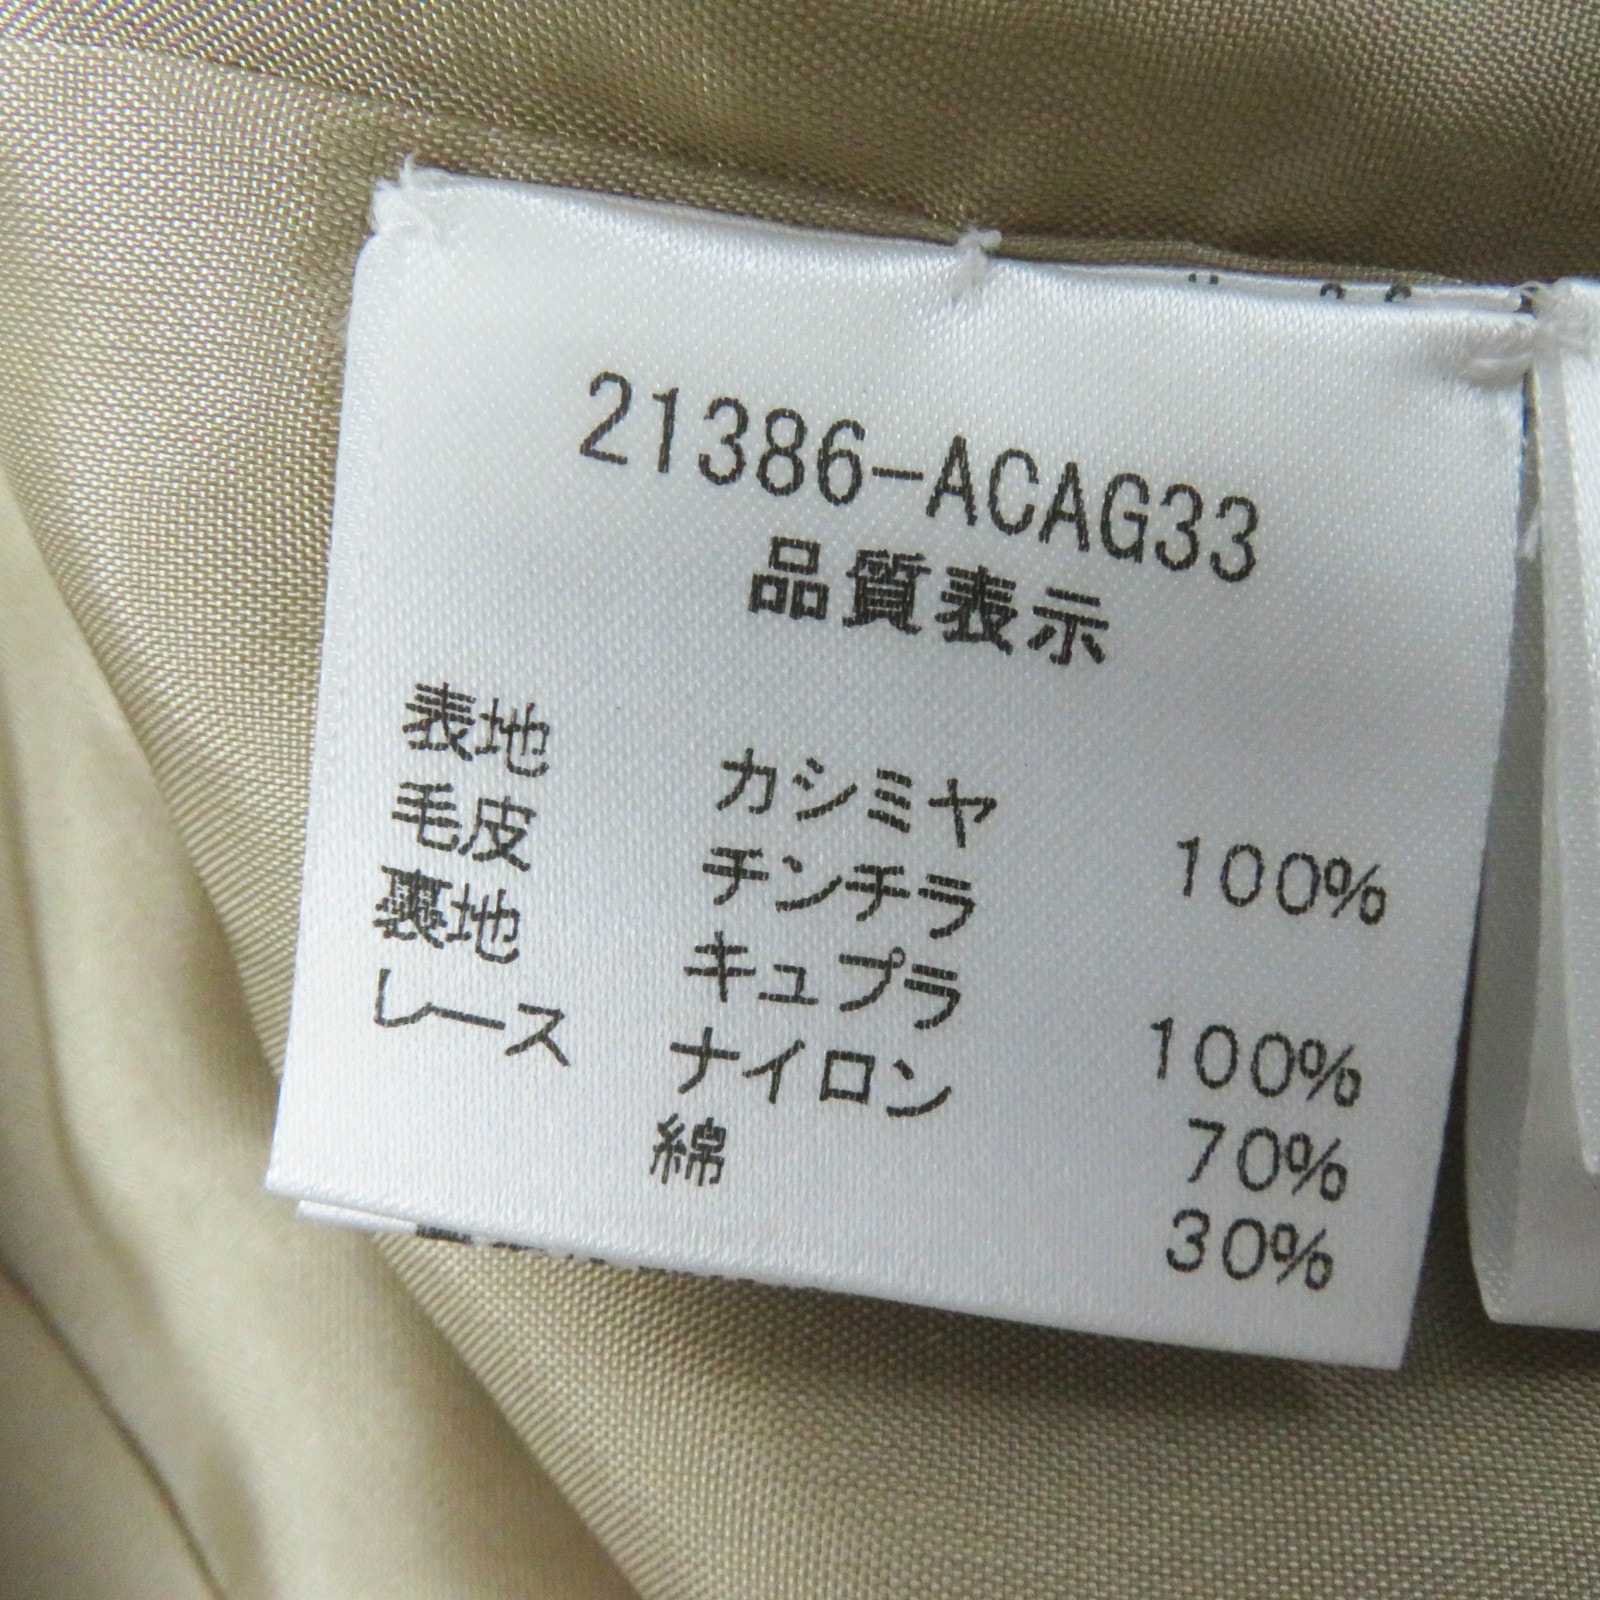 21386-ACAG33
品質表示
表地 カシミヤ 100%
毛皮 チンチラ
裏地 キュプラ 100%
レース ナイロン 70%
綿 30%